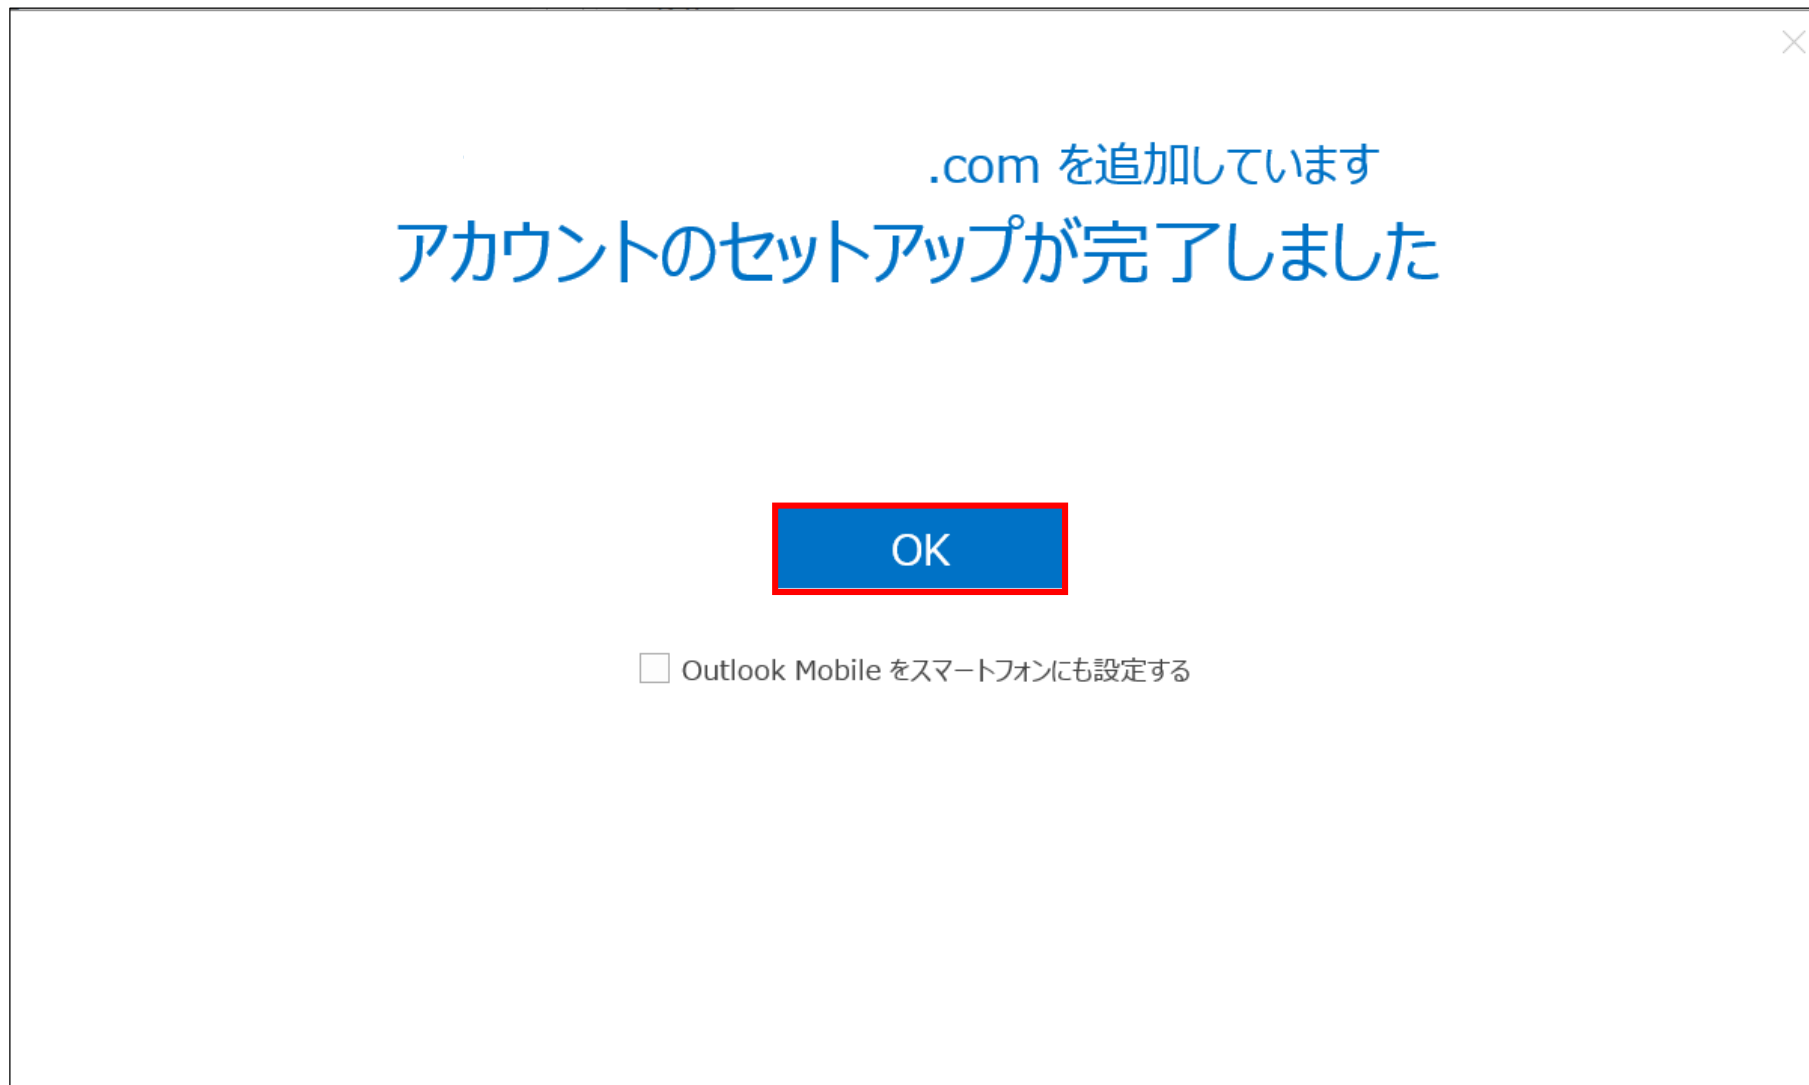 .com を追加しています
アカウントのセットアップが完了しました
OK
Outlook Mobile をスマートフォンにも設定する